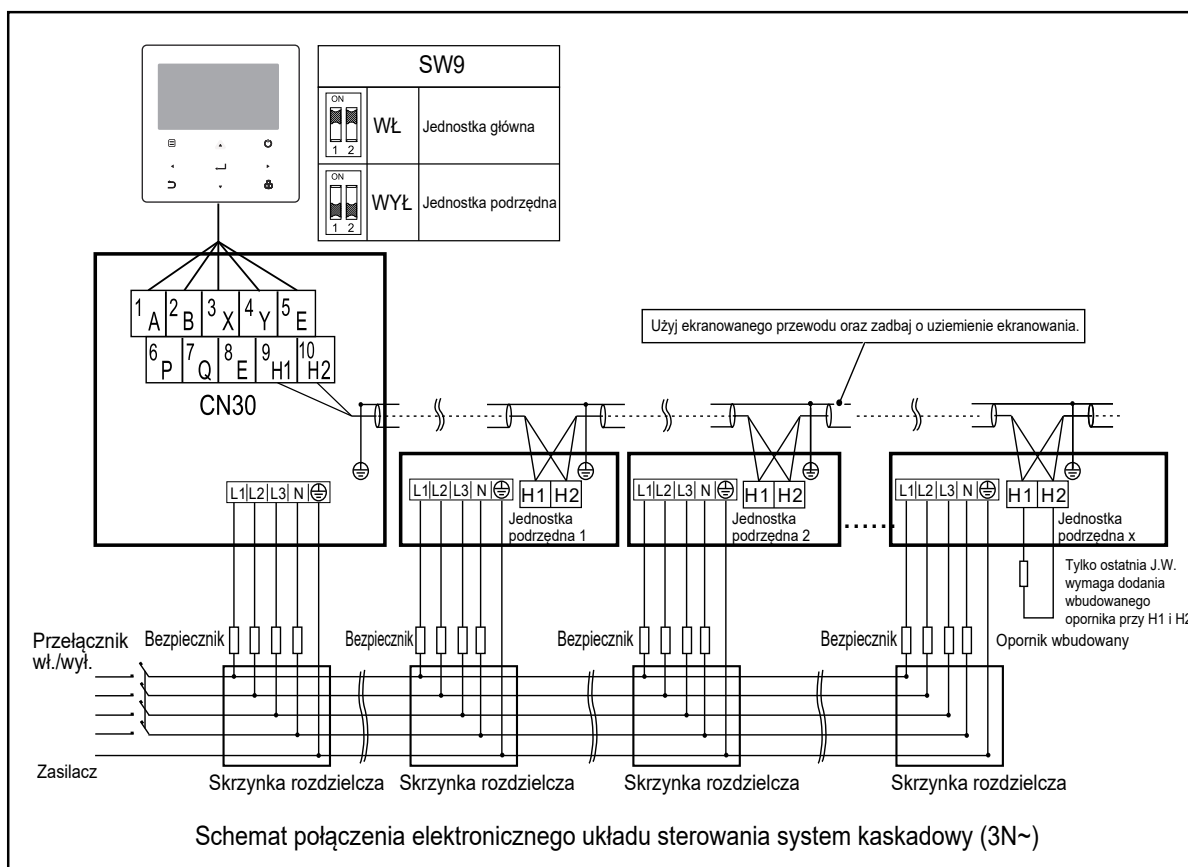 SW9
ON
1 2
WŁ
Jednostka główna
ON
1 2
WYŁ
Jednostka podrzędna
1 A 2 B 3 X 4 Y 5 E
6 P 7 Q 8 E 9 H1 10 H2
CN30
Użyj ekranowanego przewodu oraz zadbaj o uziemienie ekranowania.
L1 L2 L3 N
L1 L2 L3 N
H1 H2
Jednostka
podrzędna 1
L1 L2 L3 N
H1 H2
Jednostka
podrzędna 2
L1 L2 L3 N
H1 H2
Jednostka
podrzędna x
Tylko ostatnia J.W.
wymaga dodania
wbudowanego
opornika przy H1 i H2
Opornik wbudowany
Przełącznik
wł./wył.
Bezpiecznik
Bezpiecznik
Bezpiecznik
Bezpiecznik
Zasilacz
Skrzynka rozdzielcza
Skrzynka rozdzielcza
Skrzynka rozdzielcza
Skrzynka rozdzielcza
Schemat połączenia elektronicznego układu sterowania system kaskadowy (3N~)